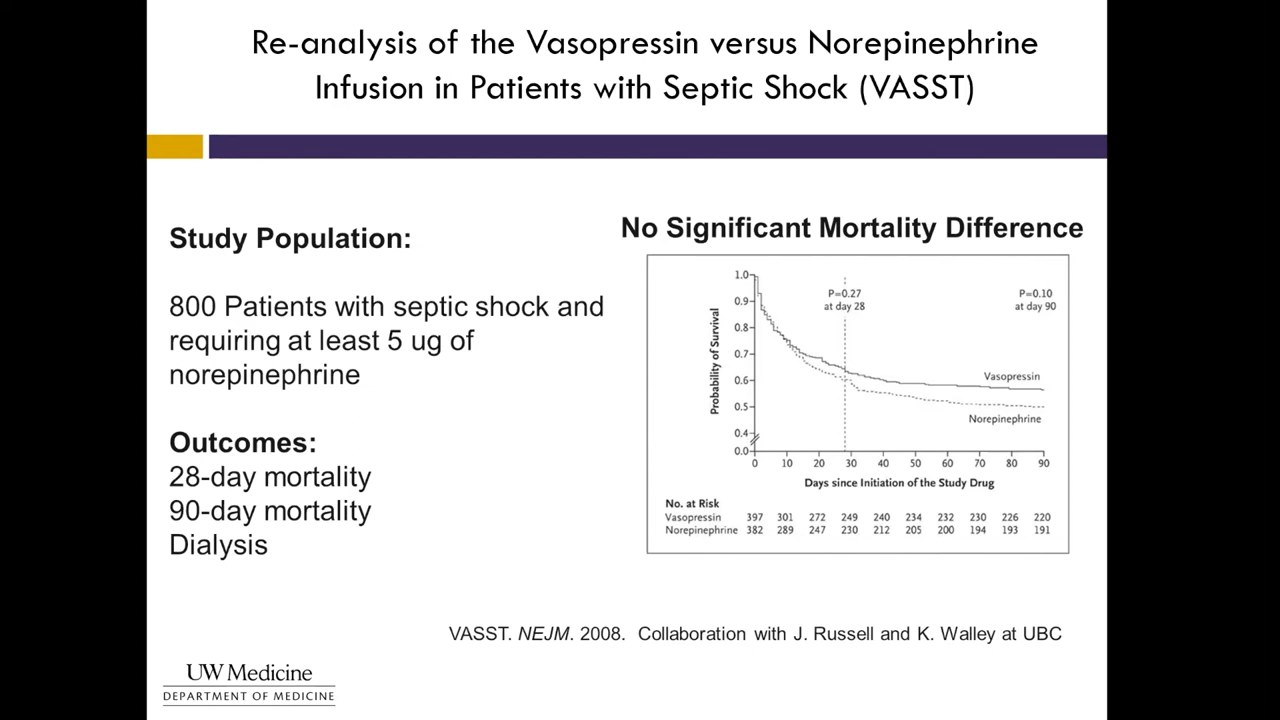 Re-analysis of the Vasopressin versus Norepinephrine
Infusion in Patients with Septic Shock (VASST)
Study Population:
800 Patients with septic shock and
requiring at least 5 ug of
norepinephrine
Outcomes:
28-day mortality
90-day mortality
Dialysis
No Significant Mortality Difference
Probability of Survival
1.0
0.9
0.8
0.7
0.6
0.5
0.4
0.0
P=0.27
at day 28
P=0.10
at day 90
Vasopressin
Norepinephrine
0 10 20 30 40 50 60 70 80 90
Days since Initiation of the Study Drug
No. at Risk
Vasopressin 397 301 272 249 240 234 232 230 226 220
Norepinephrine 382 289 247 230 212 205 200 194 193 191
VASST. NEJM. 2008. Collaboration with J. Russell and K. Walley at UBC
UW Medicine
DEPARTMENT OF MEDICINE